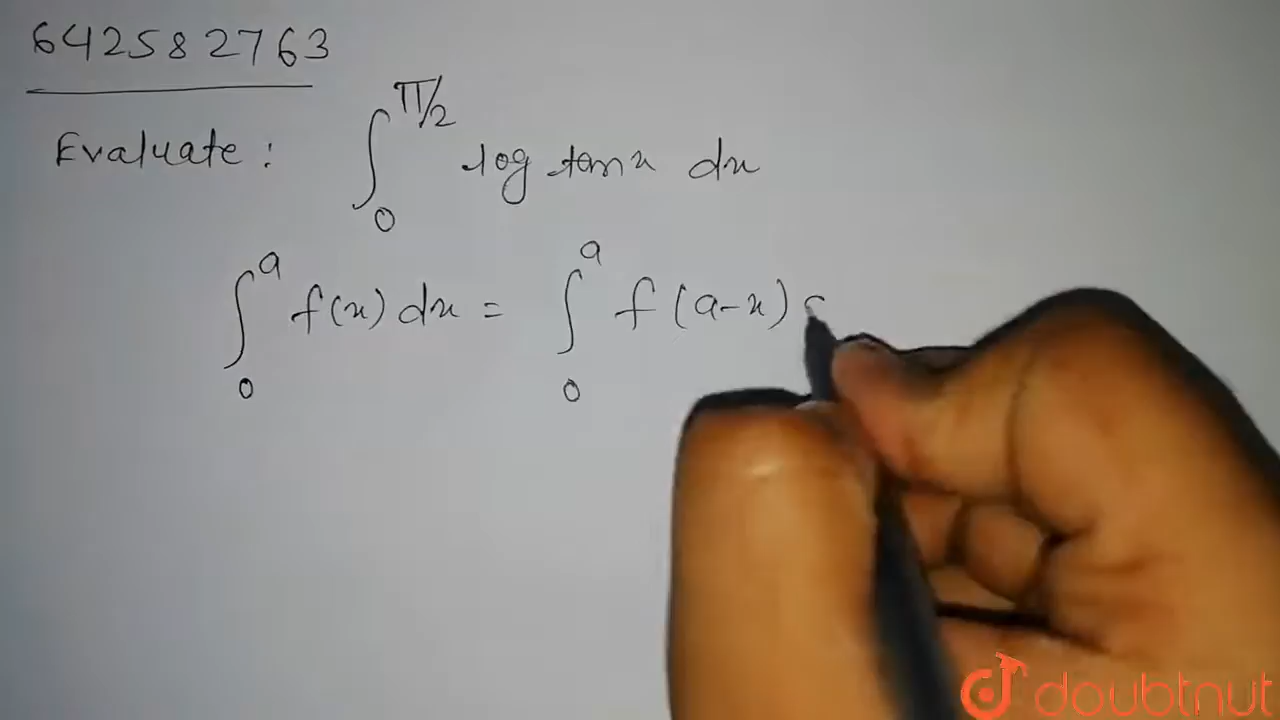 642582763
Evaluate : ∫₀^π/2 log tan x dx
∫₀^a f(x) dx = ∫₀^a f(a-x)
doubtnut